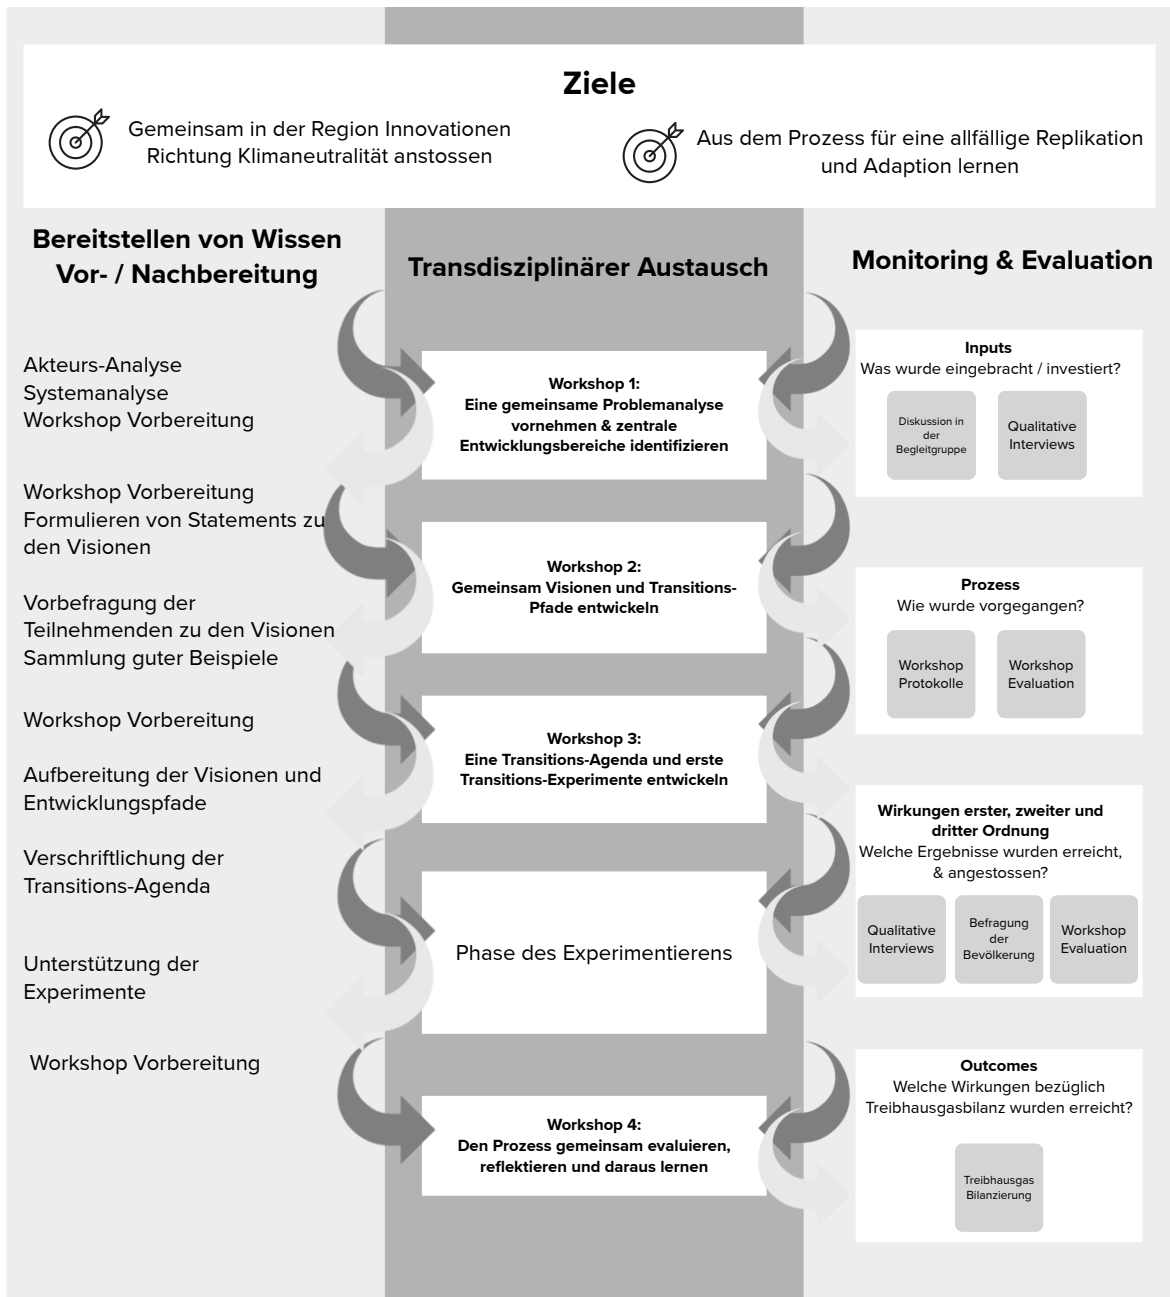 Ziele
Gemeinsam in der Region Innovationen
Richtung Klimaneutralität anstossen
Aus dem Prozess für eine allfällige Replikation
und Adaption lernen
Bereitstellen von Wissen
Vor- / Nachbereitung
Akteurs-Analyse
Systemanalyse
Workshop Vorbereitung
Workshop Vorbereitung
Formulieren von Statements zu
den Visionen
Vorbefragung der
Teilnehmenden zu den Visionen
Sammlung guter Beispiele
Workshop Vorbereitung
Aufbereitung der Visionen und
Entwicklungspfade
Verschriftlichung der
Transitions-Agenda
Unterstützung der
Experimente
Workshop Vorbereitung
Transdisziplinärer Austausch
Workshop 1:
Eine gemeinsame Problemanalyse
vornehmen & zentrale
Entwicklungsbereiche identifizieren
Workshop 2:
Gemeinsam Visionen und Transitions-
Pfade entwickeln
Workshop 3:
Eine Transitions-Agenda und erste
Transitions-Experimente entwickeln
Phase des Experimentierens
Workshop 4:
Den Prozess gemeinsam evaluieren,
reflektieren und daraus lernen
Monitoring & Evaluation
Inputs
Was wurde eingebracht / investiert?
Diskussion in
der
Begleitgruppe
Qualitative
Interviews
Prozess
Wie wurde vorgegangen?
Workshop
Protokolle
Workshop
Evaluation
Wirkungen erster, zweiter und
dritter Ordnung
Welche Ergebnisse wurden erreicht,
& angestossen?
Qualitative
Interviews
Befragung
der
Bevölkerung
Workshop
Evaluation
Outcomes
Welche Wirkungen bezüglich
Treibhausgasbilanz wurden erreicht?
Treibhausgas
Bilanzierung